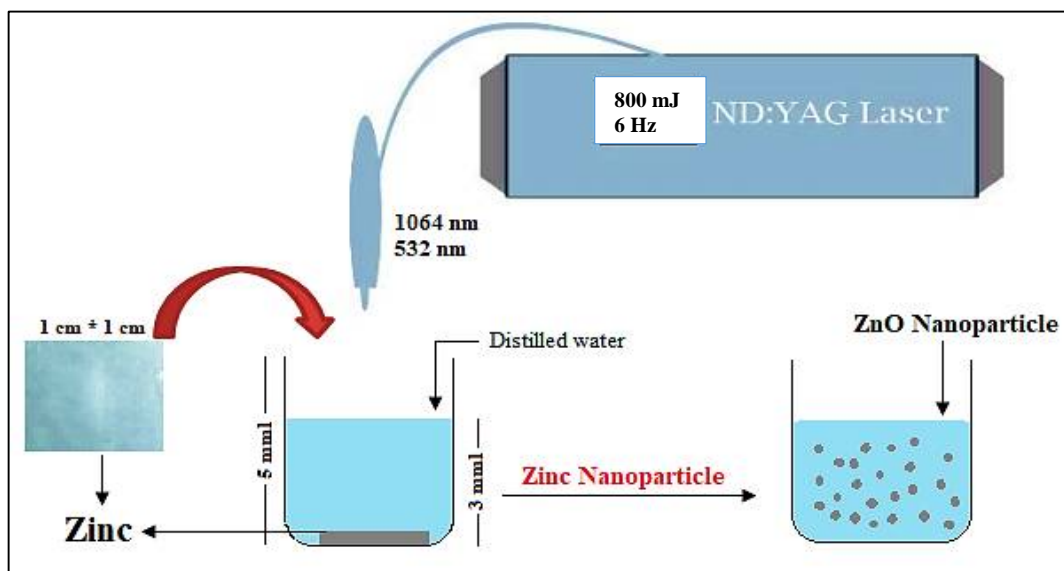 800 mJ
6 Hz
ND:YAG Laser
1064 nm
532 nm
1 cm * 1 cm
Distilled water
ZnO Nanoparticle
5 mml
3 mml
Zinc Nanoparticle
Zinc